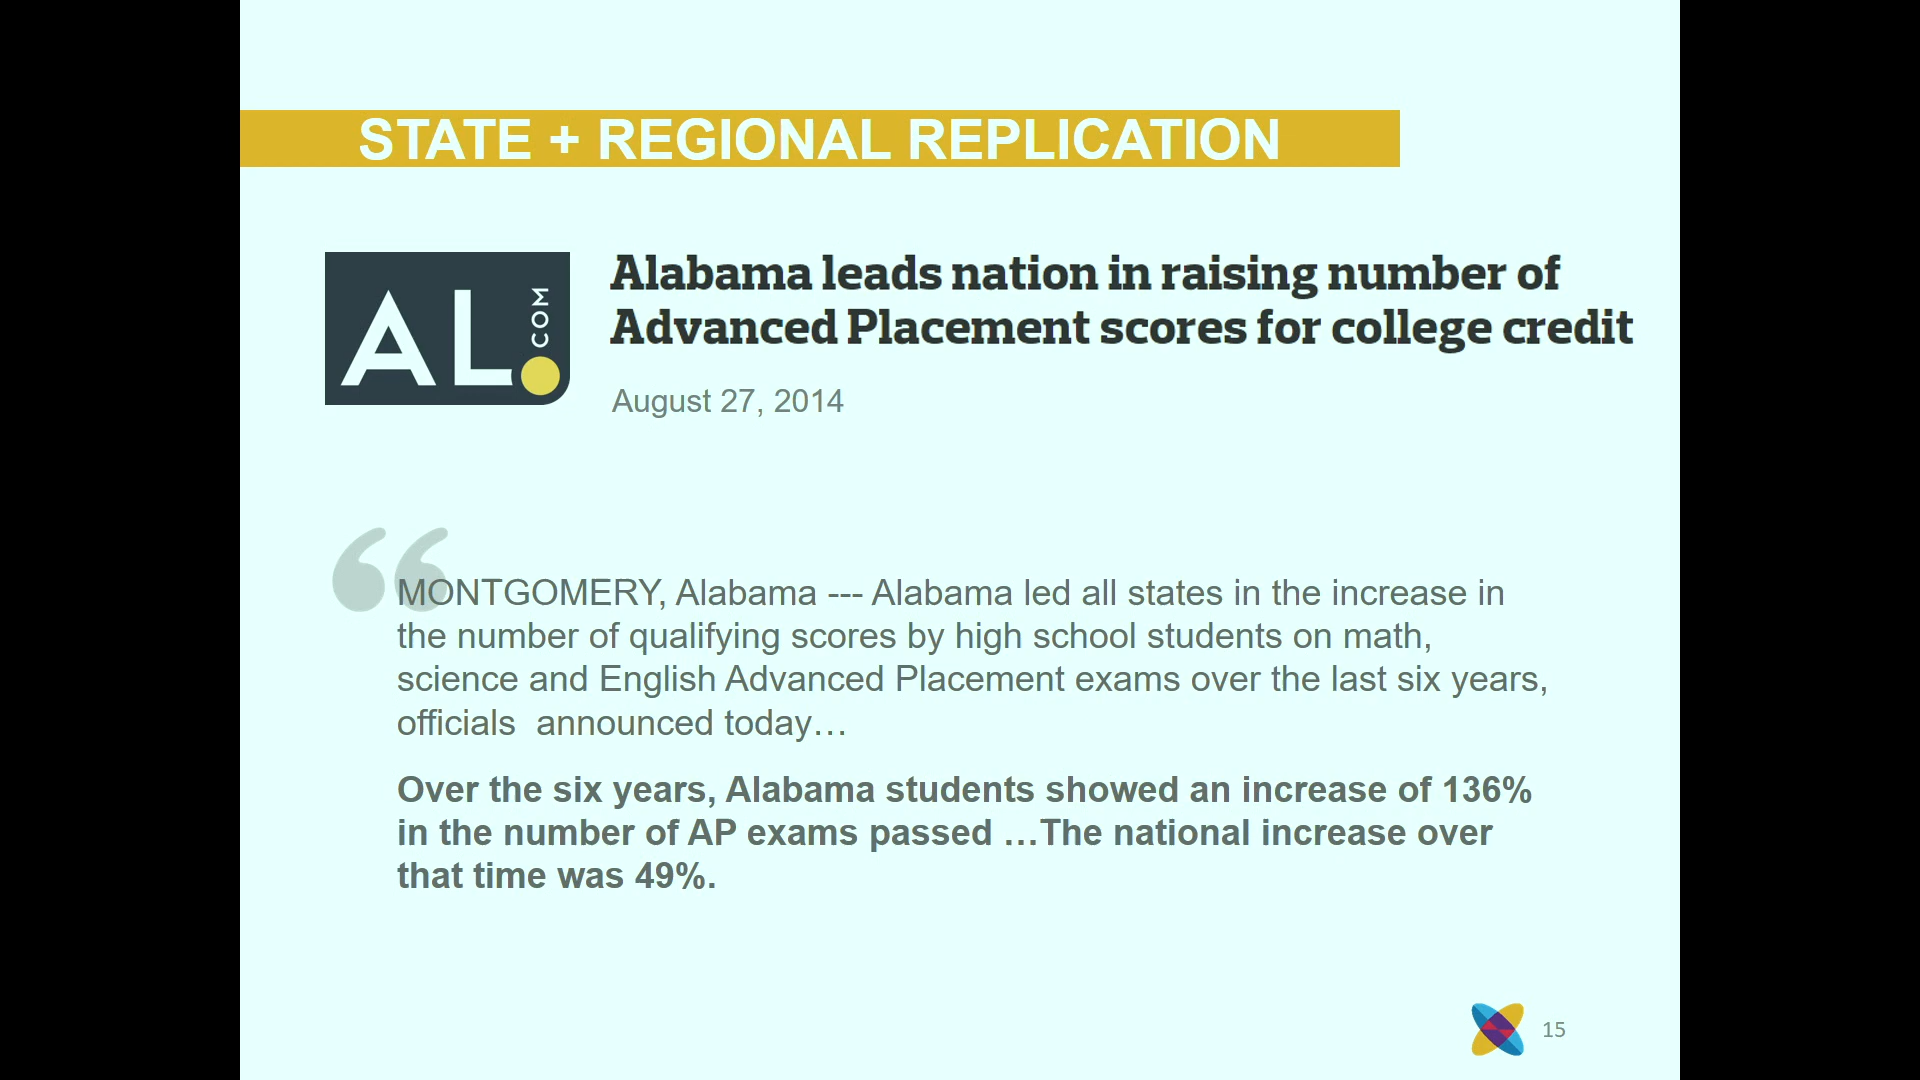 STATE + REGIONAL REPLICATION
AL.COM
Alabama leads nation in raising number of
Advanced Placement scores for college credit
August 27, 2014
“
MONTGOMERY, Alabama --- Alabama led all states in the increase in
the number of qualifying scores by high school students on math,
science and English Advanced Placement exams over the last six years,
officials  announced today…
Over the six years, Alabama students showed an increase of 136%
in the number of AP exams passed …The national increase over
that time was 49%.
15